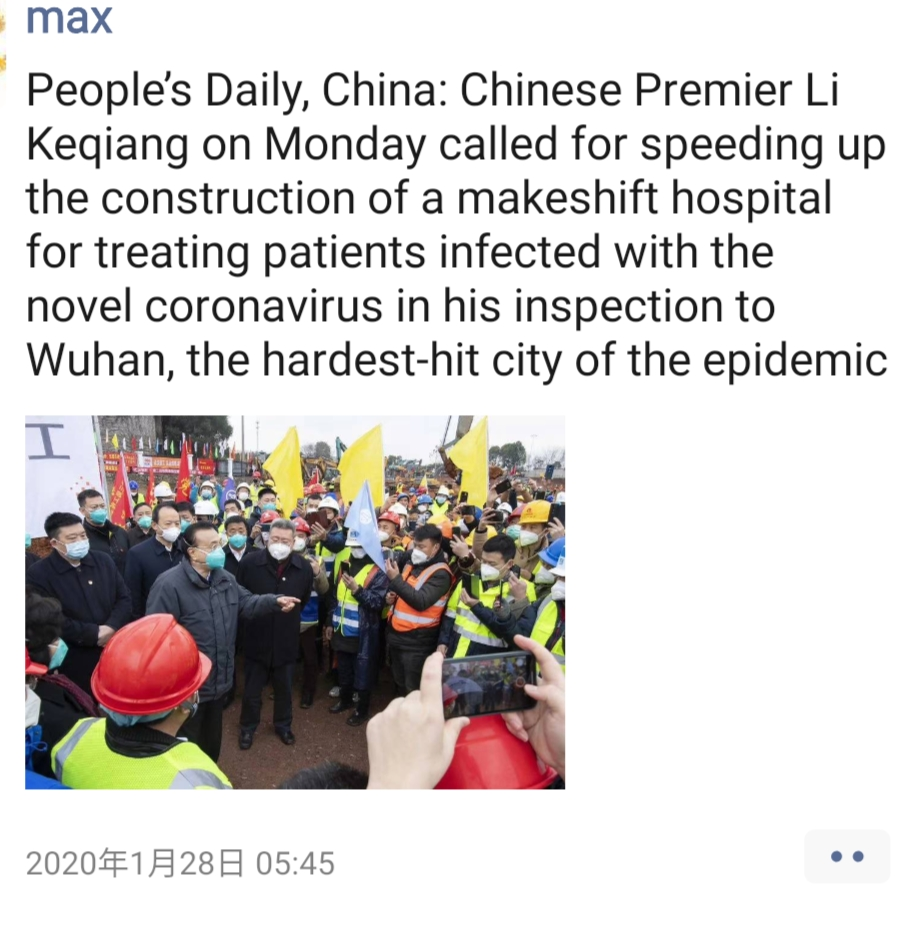 max
People's Daily, China: Chinese Premier Li
Keqiang on Monday called for speeding up
the construction of a makeshift hospital
for treating patients infected with the
novel coronavirus in his inspection to
Wuhan, the hardest-hit city of the epidemic
工
2020年1月28日 05:45